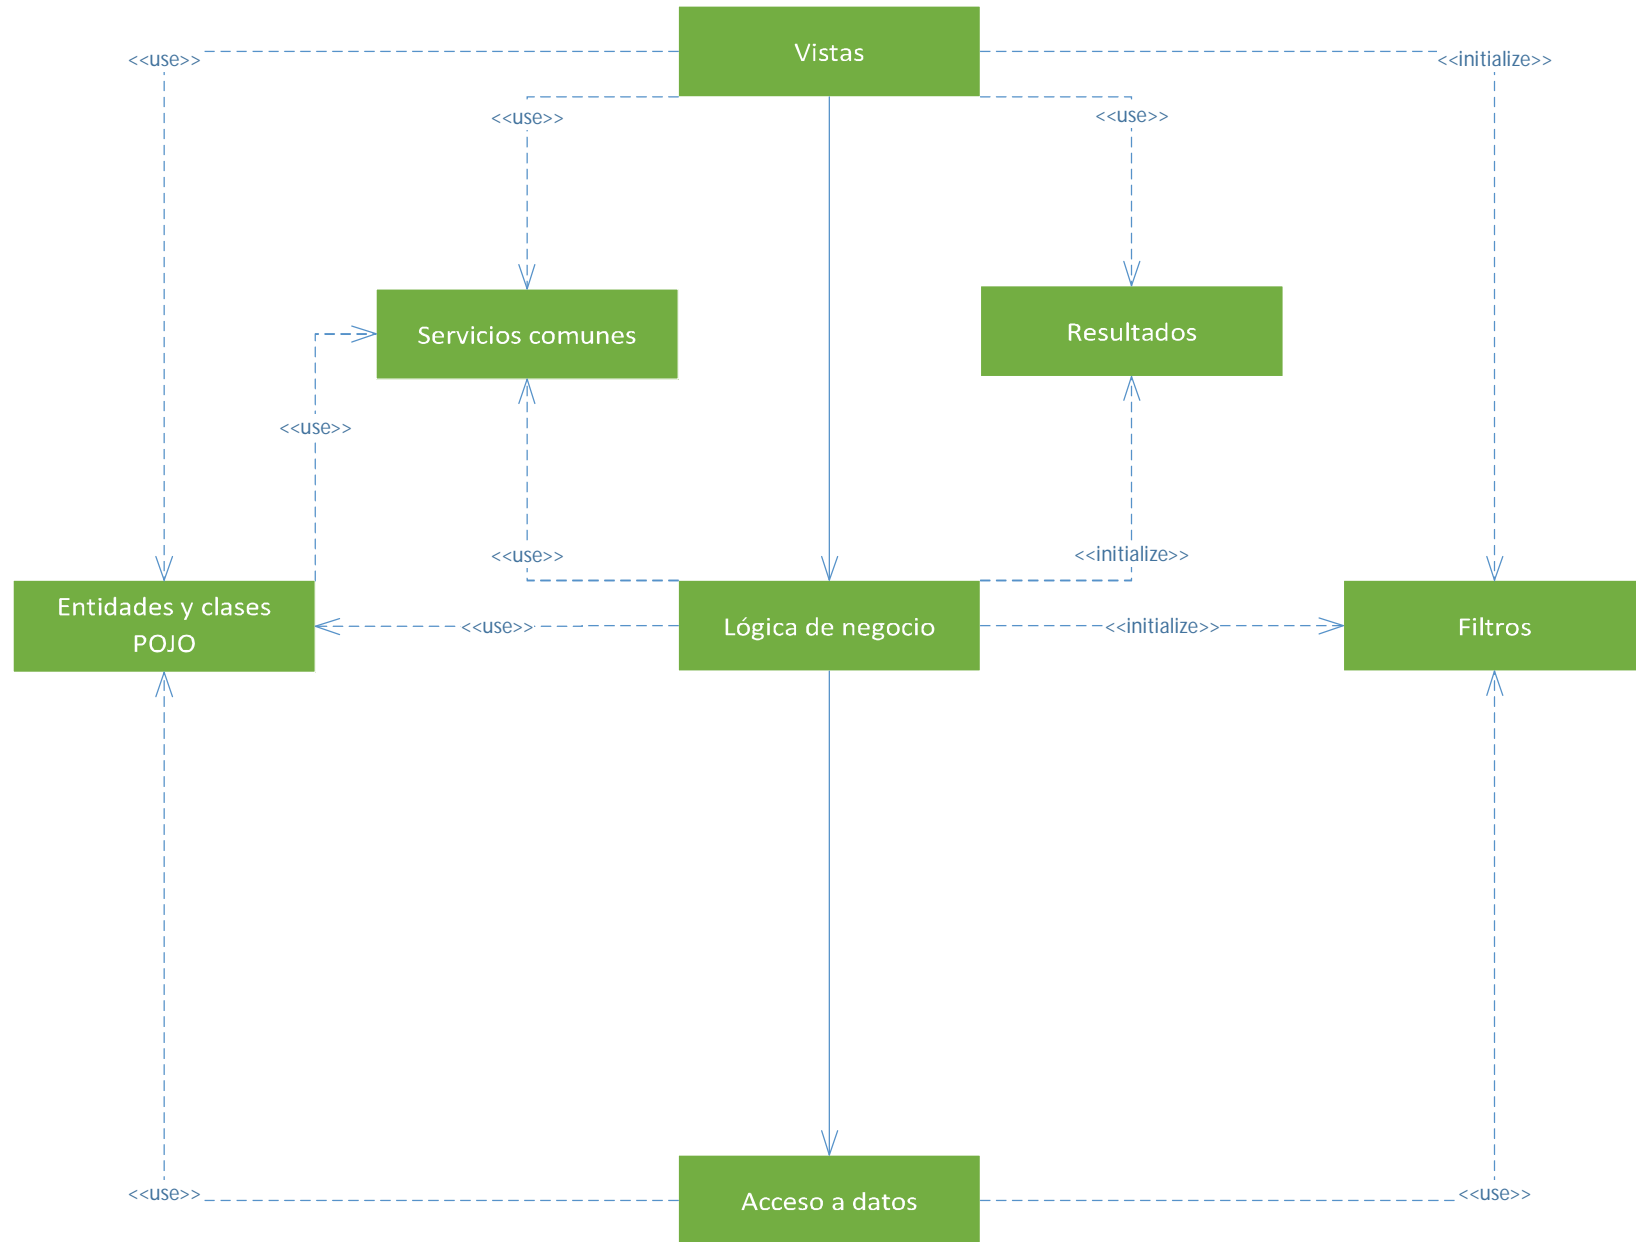 Vistas
<<use>>
<<initialize>>
<<use>>
<<use>>
Servicios comunes
Resultados
<<use>>
<<use>>
<<initialize>>
Entidades y clases
POJO
<<use>>
Lógica de negocio
<<initialize>>
Filtros
<<use>>
Acceso a datos
<<use>>